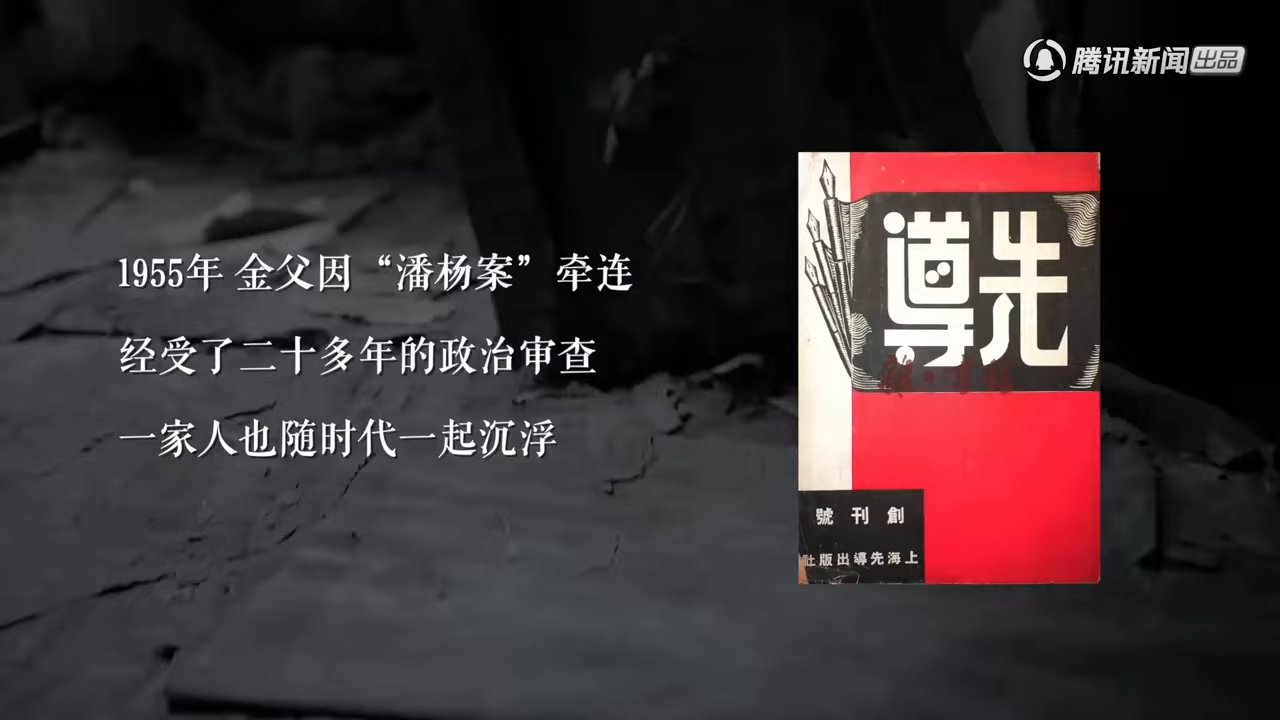 腾讯新闻出品
1955年 金父因“潘杨案”牵连
经受了二十多年的政治审查
一家人也随时代一起沉浮
先導
創刊號
上海先導出版社